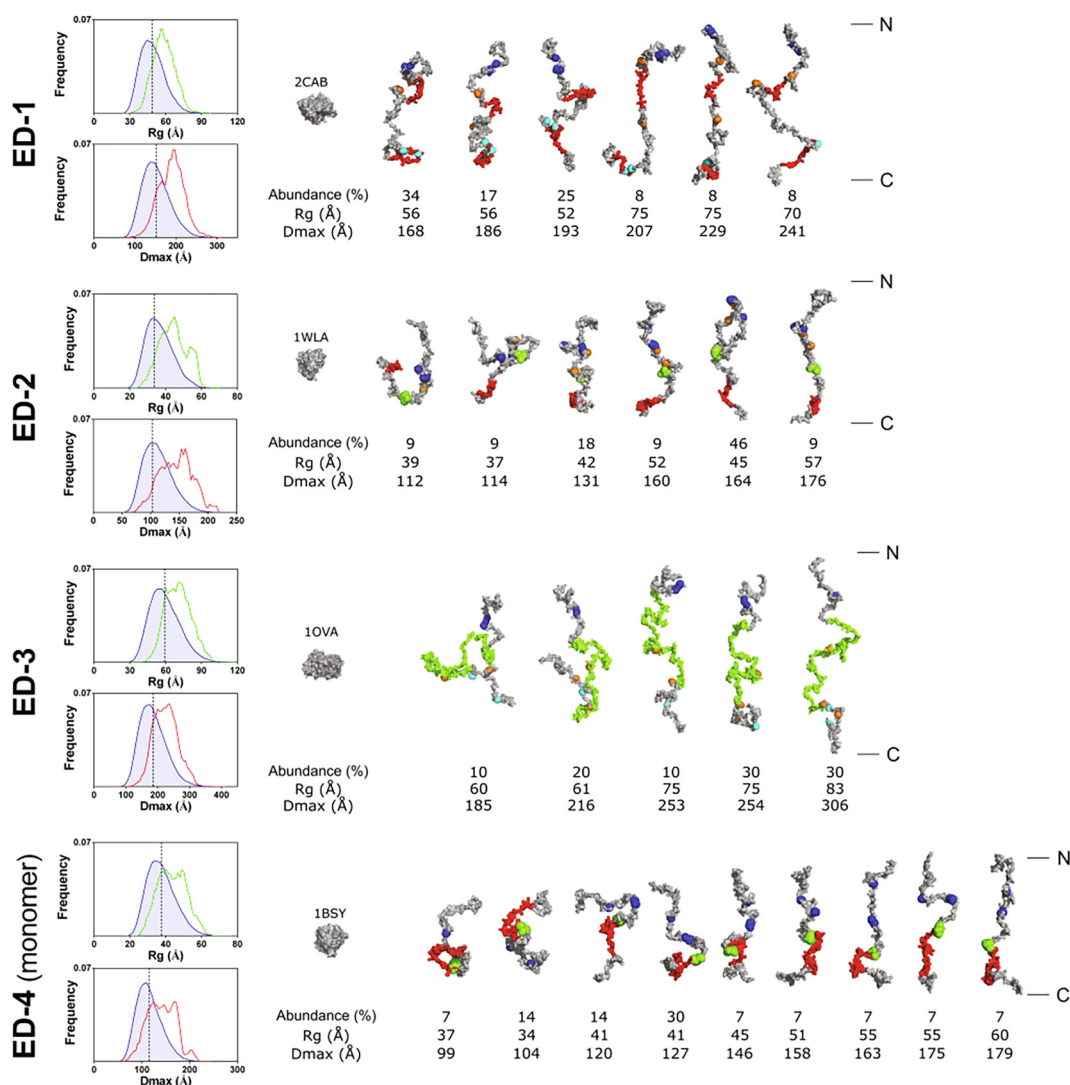 ED-1
0.07
Frequency
30 60 90 120
Rg (Å)
0.07
Frequency
0 100 200 300
Dmax (Å)
2CAB
N
C
Abundance (%) 34 17 25 8 8 8
Rg (Å) 56 56 52 75 75 70
Dmax (Å) 168 186 193 207 229 241
ED-2
0.07
Frequency
0 20 40 60 80
Rg (Å)
0.07
Frequency
0 50 100 150 200 250
Dmax (Å)
1WLA
N
C
Abundance (%) 9 9 18 9 46 9
Rg (Å) 39 37 42 52 45 57
Dmax (Å) 112 114 131 160 164 176
ED-3
0.07
Frequency
0 30 60 90 120
Rg (Å)
0.07
Frequency
0 100 200 300 400
Dmax (Å)
1OVA
N
C
Abundance (%) 10 20 10 30 30
Rg (Å) 60 61 75 75 83
Dmax (Å) 185 216 253 254 306
ED-4 (monomer)
0.07
Frequency
0 20 40 60 80
Rg (Å)
0.07
Frequency
0 50 100 150 200 250
Dmax (Å)
1BSY
N
C
Abundance (%) 7 14 14 30 7 7 7 7 7
Rg (Å) 37 34 41 41 45 51 55 55 60
Dmax (Å) 99 104 120 127 146 158 163 175 179